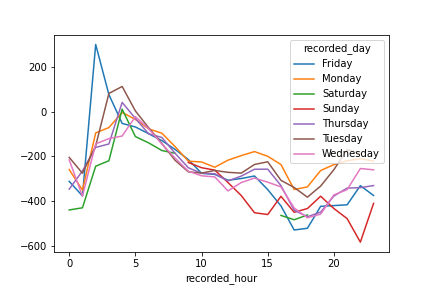 recorded_day
Friday
Monday
Saturday
Sunday
Thursday
Tuesday
Wednesday
200
0
−200
−400
−600
0
5
10
15
20
recorded_hour